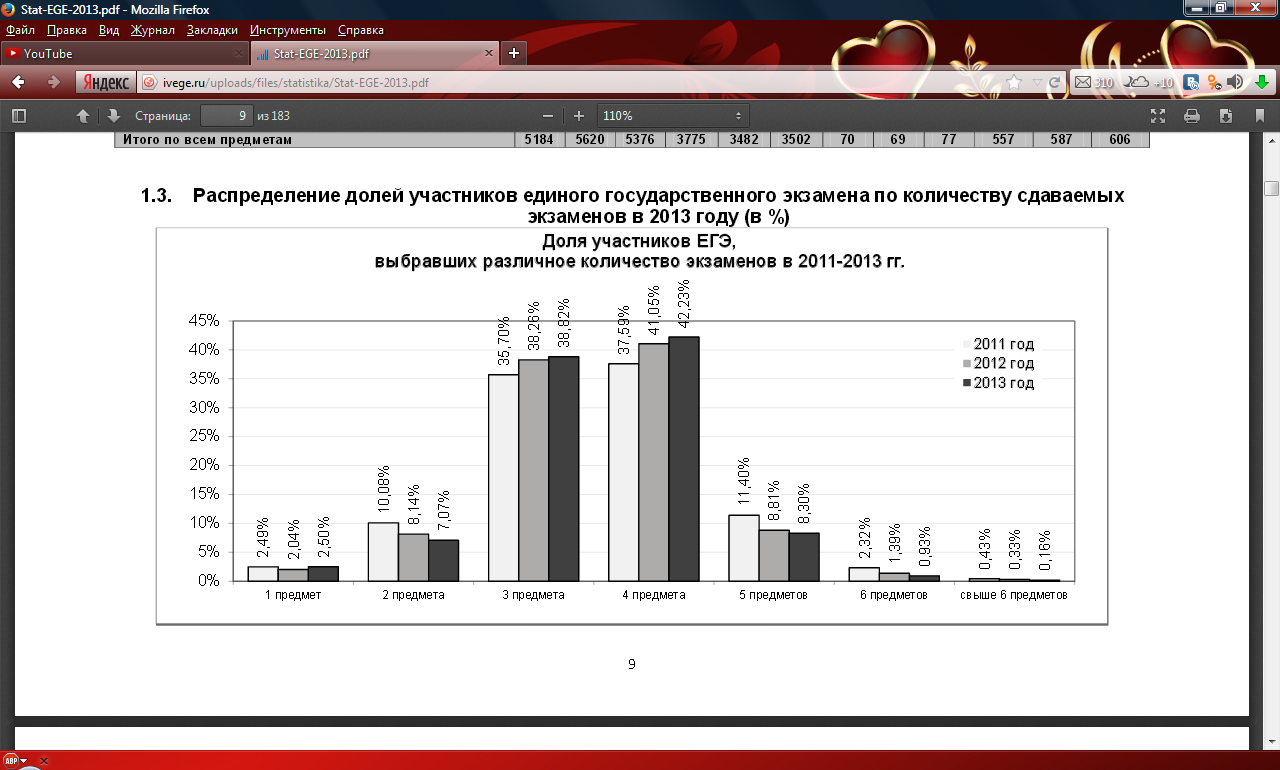 Stat-EGE-2013.pdf - Mozilla Firefox
Файл Правка Вид Журнал Закладки Инструменты Справка
YouTube
Stat-EGE-2013.pdf
Яндекс
ivege.ru/uploads/files/statistika/Stat-EGE-2013.pdf
310
+10
Страница: 9 из 183
110%
Итого по всем предметам 5184 5620 5376 3775 3482 3502 70 69 77 557 587 606
1.3. Распределение долей участников единого государственного экзамена по количеству сдаваемых
экзаменов в 2013 году (в %)
Доля участников ЕГЭ,
выбравших различное количество экзаменов в 2011-2013 гг.
45%
40%
35%
30%
25%
20%
15%
10%
5%
0%
2,49% 2,04% 2,50%
10,08% 8,14% 7,07%
35,70% 38,26% 38,82%
37,59% 41,05% 42,23%
11,40% 8,81% 8,30%
2,32% 1,39% 0,93%
0,43% 0,33% 0,16%
2011 год
2012 год
2013 год
1 предмет 2 предмета 3 предмета 4 предмета 5 предметов 6 предметов свыше 6 предметов
9
ABP